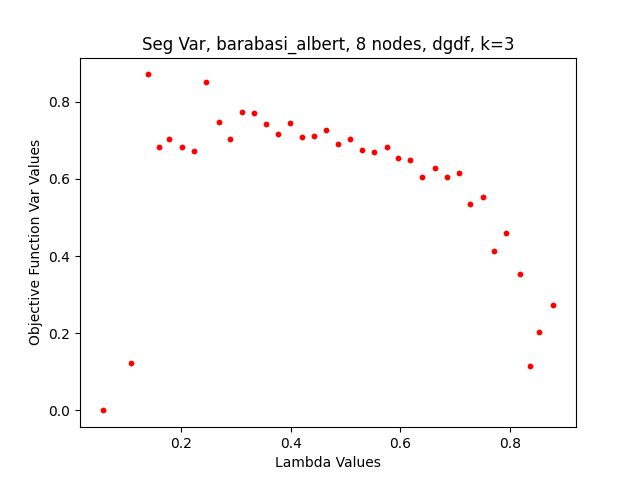 Seg Var, barabasi_albert, 8 nodes, dgdf, k=3
Objective Function Var Values
0.8
0.6
0.4
0.2
0.0
0.2 0.4 0.6 0.8
Lambda Values